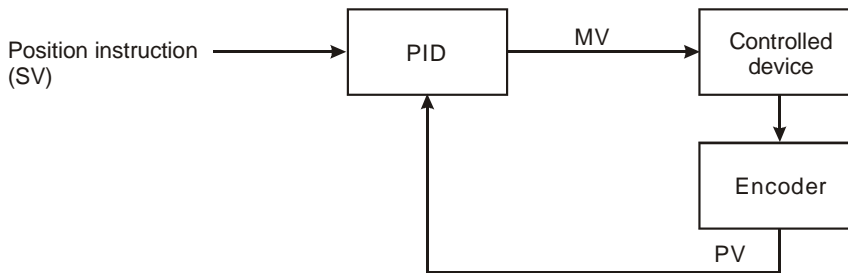 Position instruction
(SV)
PID
MV
Controlled
device
Encoder
PV